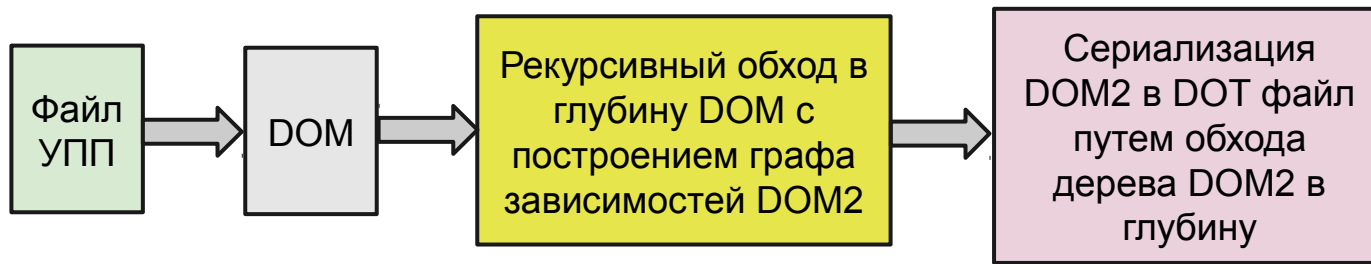 Файл
УПП
DOM
Рекурсивный обход в
глубину DOM с
построением графа
зависимостей DOM2
Сериализация
DOM2 в DOT файл
путем обхода
дерева DOM2 в
глубину